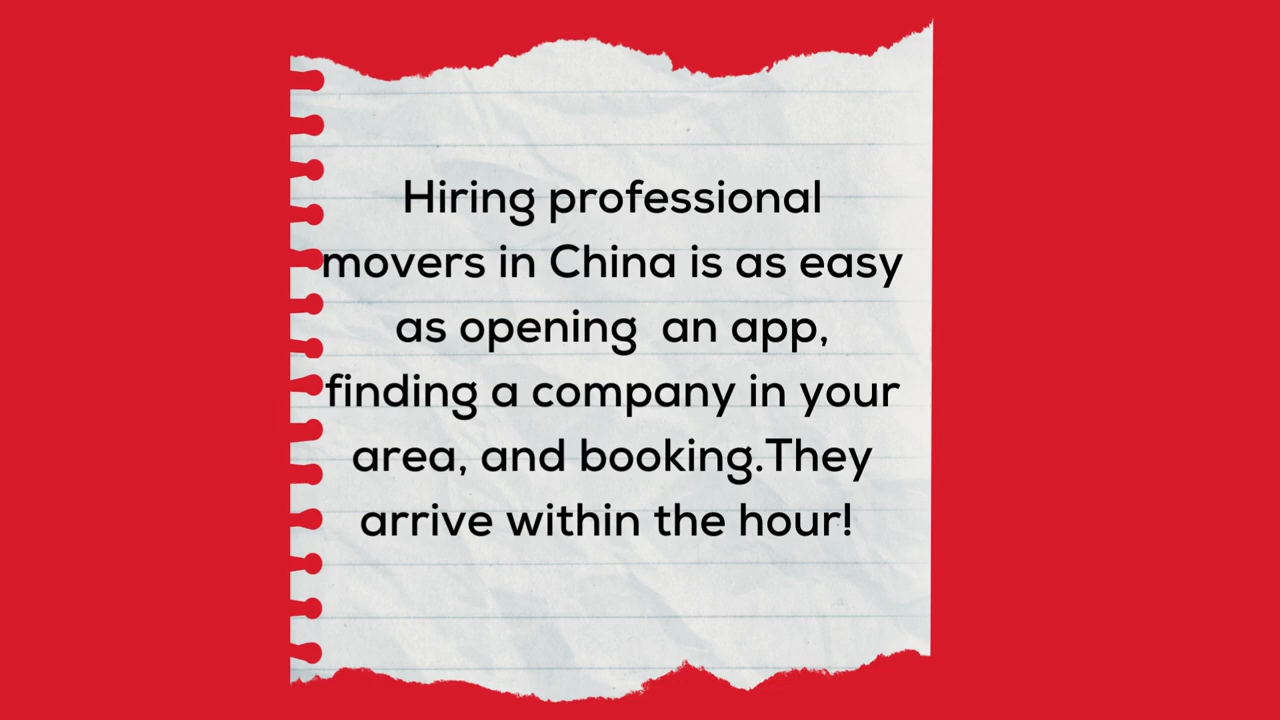 Hiring professional
movers in China is as easy
as opening  an app,
finding a company in your
area, and booking.They
arrive within the hour!